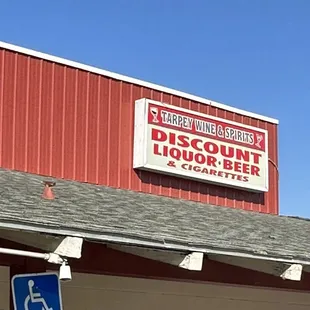 TARPEY WINE & SPIRITS
DISCOUNT
LIQUOR·BEER
& CIGARETTES